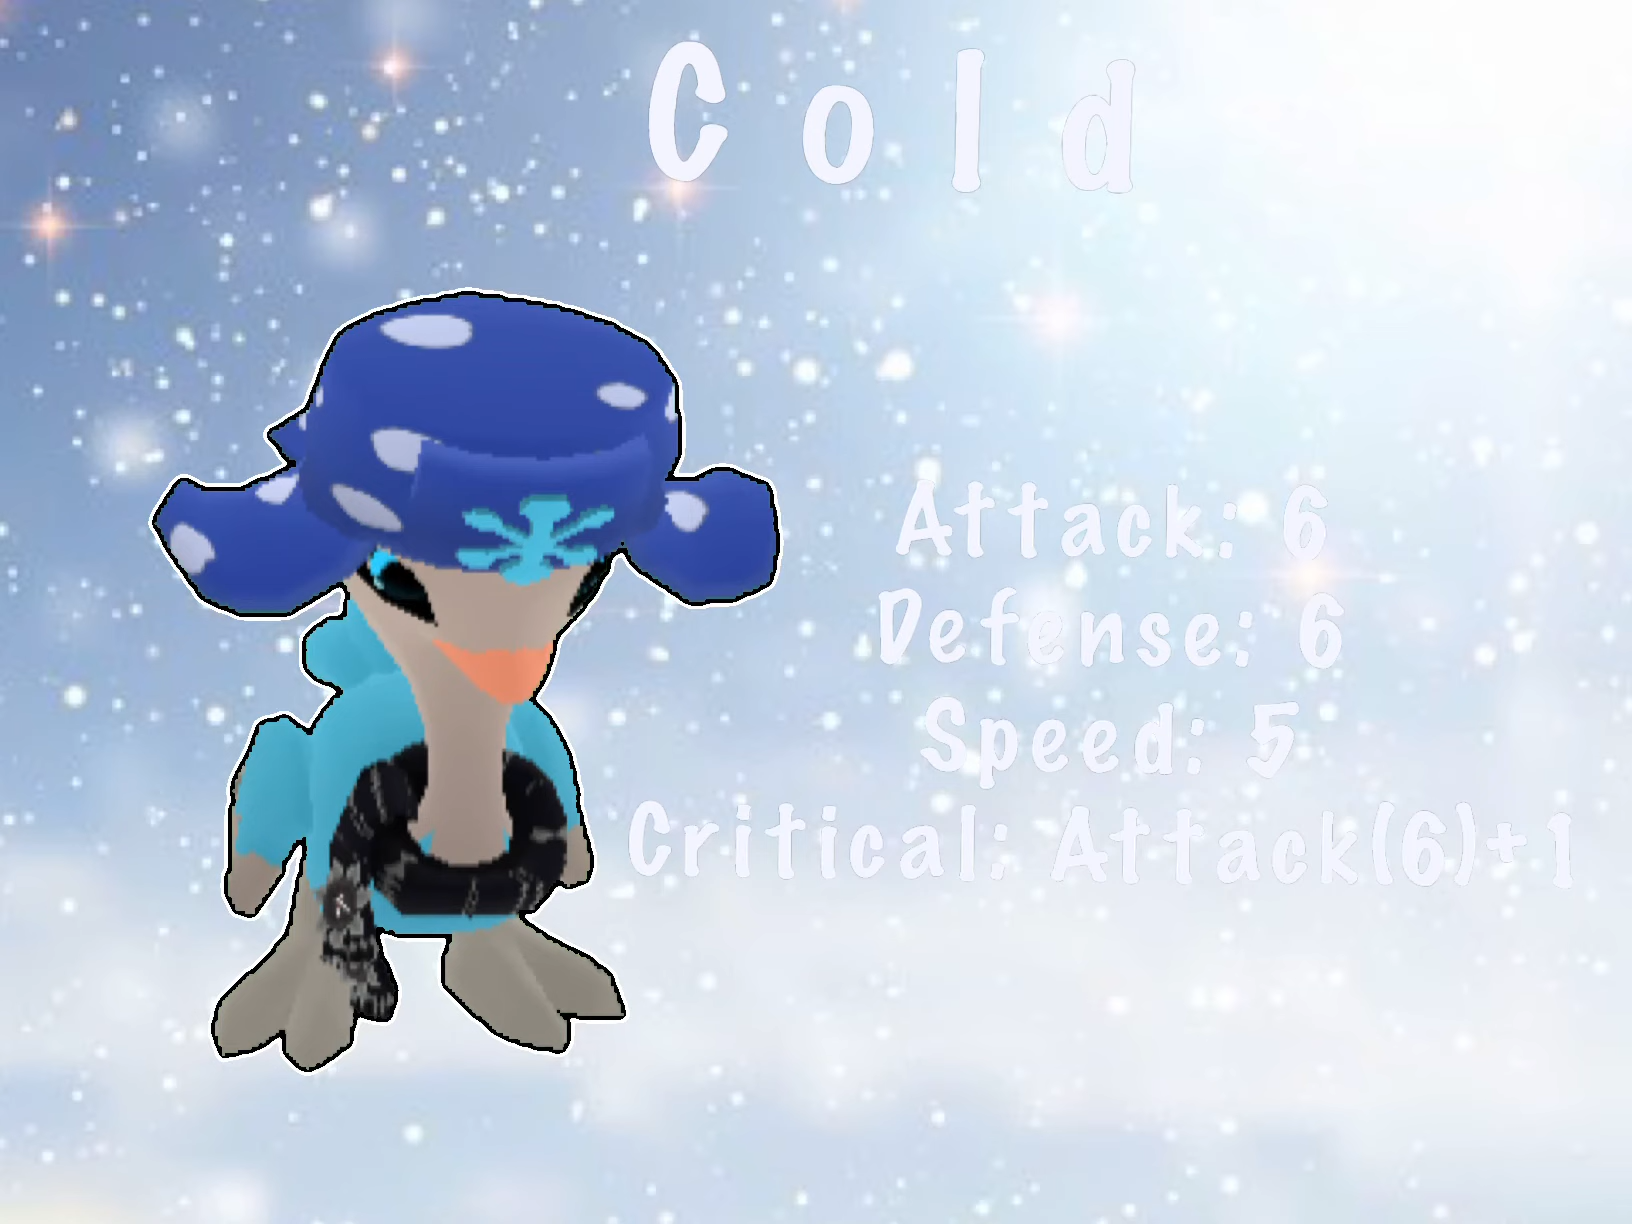 Cold
Attack: 6
Defense: 6
Speed: 5
Critical: Attack(6)+1